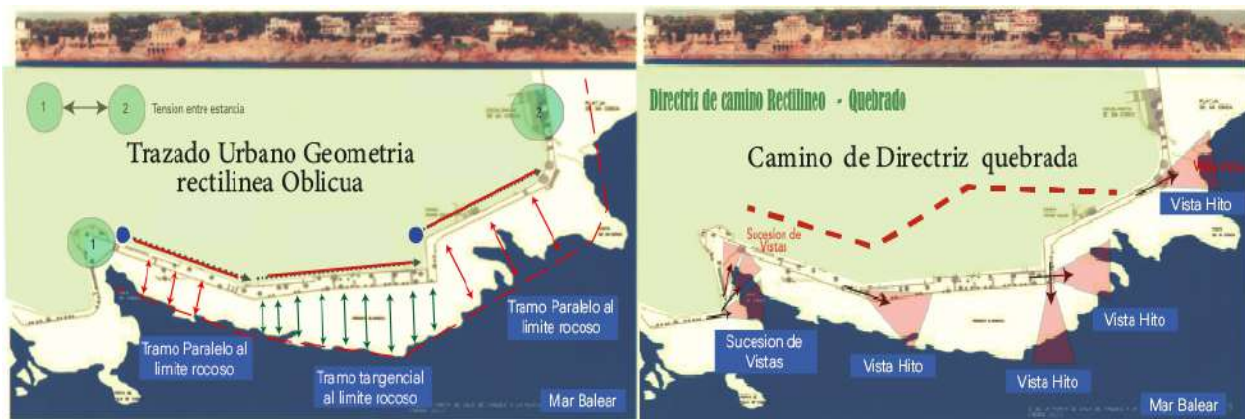 1
2
Tension entre estancia
2
Trazado Urbano Geometria
rectilinea Oblicua
1
Tramo Paralelo al
limite rocoso
Tramo tangencial
al limite rocoso
Tramo Paralelo al
limite rocoso
Mar Balear
Directriz de camino Rectilineo - Quebrado
Camino de Directriz quebrada
Sucesion de
Vistas
Vista Hito
Sucesion de
Vistas
Vista Hito
Vista Hito
Vista Hito
Mar Balear